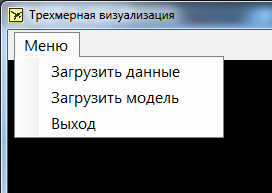 Трехмерная визуализация
Меню
Загрузить данные
Загрузить модель
Выход